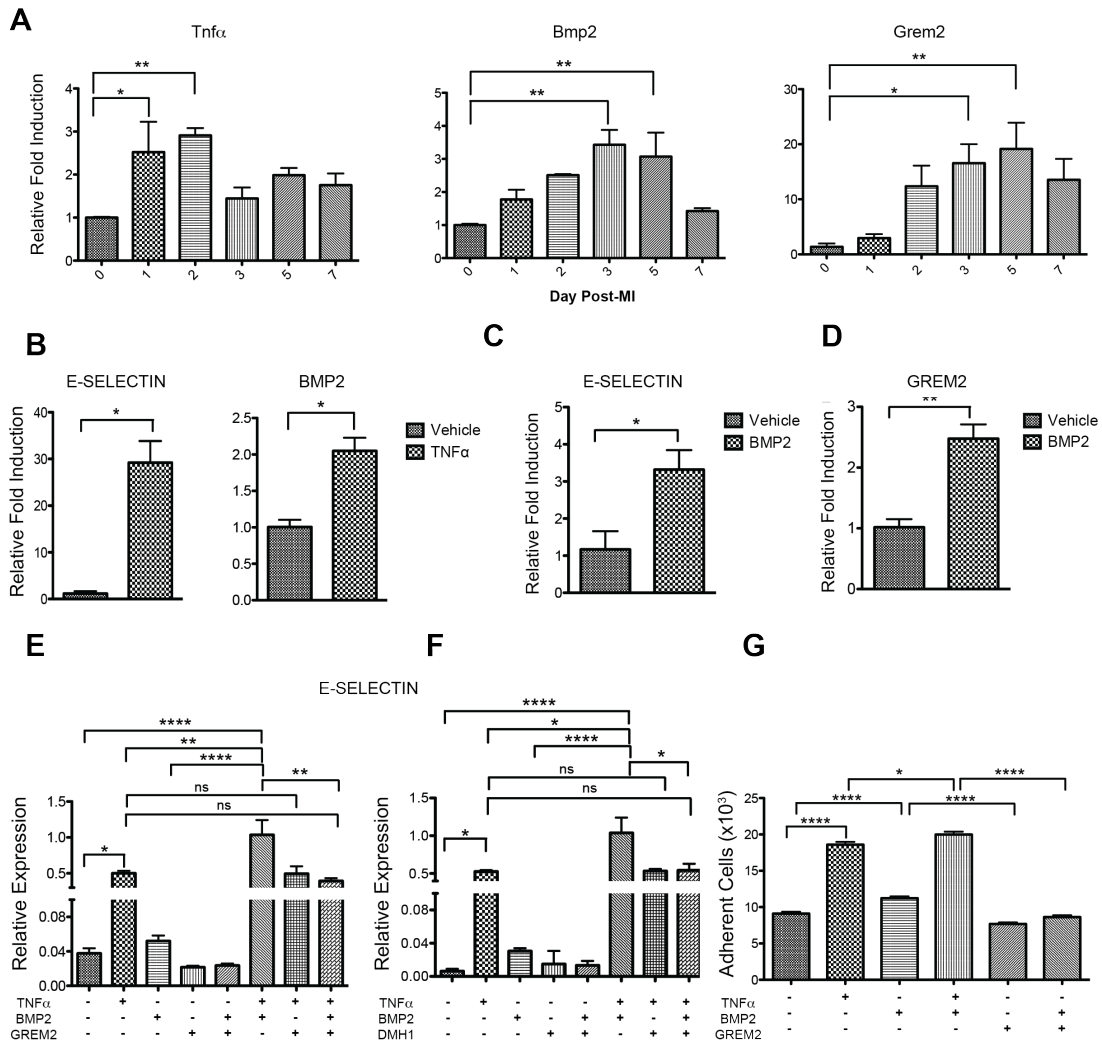 A
Tnfα
Bmp2
Grem2
Relative Fold Induction
4
3
2
1
0
**
*
0 1 2 3 5 7
5
4
3
2
1
0
**
**
0 1 2 3 5 7
30
20
10
0
**
*
0 1 2 3 5 7
Day Post-MI
B
E-SELECTIN
Relative Fold Induction
40
30
20
10
0
*
BMP2
2.5
2.0
1.5
1.0
0.5
0.0
*
Vehicle
TNFα
C
E-SELECTIN
Relative Fold Induction
5
4
3
2
1
0
*
Vehicle
BMP2
D
GREM2
Relative Fold Induction
3
2
1
0
**
Vehicle
BMP2
E
F
G
E-SELECTIN
Relative Expression
1.5
1.0
0.5
0.08
0.04
0.00
****
**
****
**
ns
ns
*
TNFα - + - - - + + +
BMP2 - - + - + + - +
GREM2 - - - + + - + +
Relative Expression
1.5
1.0
0.5
0.08
0.04
0.00
****
*
****
*
ns
ns
*
TNFα - + - - - + + +
BMP2 - - + - + + - +
DMH1 - - - + + - + +
Adherent Cells (x10³)
25
20
15
10
5
0
*
****
****
****
****
TNFα - + - + - -
BMP2 - - + + - +
GREM2 - - - - + +